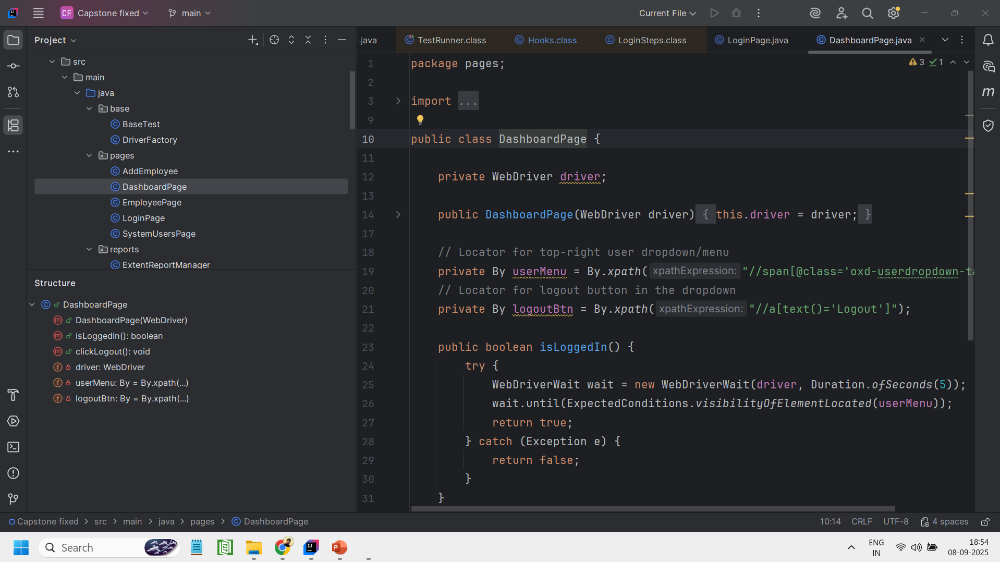 CF Capstone fixed main Current File
Project
src
main
java
base
BaseTest
DriverFactory
pages
AddEmployee
DashboardPage
EmployeePage
LoginPage
SystemUsersPage
reports
ExtentReportManager
Structure
DashboardPage
DashboardPage(WebDriver)
isLoggedIn(): boolean
clickLogout(): void
driver: WebDriver
userMenu: By = By.xpath(...)
logoutBtn: By = By.xpath(...)
.java TestRunner.class Hooks.class LoginSteps.class LoginPage.java DashboardPage.java
3 1
1 package pages;
2
3 import ...
9
10 public class DashboardPage {
11
12 private WebDriver driver;
13
14 public DashboardPage(WebDriver driver) { this.driver = driver; }
17
18 // Locator for top-right user dropdown/menu
19 private By userMenu = By.xpath( xpathExpression: "//span[@class='oxd-userdropdown-ta
20 // Locator for logout button in the dropdown
21 private By logoutBtn = By.xpath( xpathExpression: "//a[text()='Logout']");
22
23 public boolean isLoggedIn() {
24 try {
25 WebDriverWait wait = new WebDriverWait(driver, Duration.ofSeconds(5));
26 wait.until(ExpectedConditions.visibilityOfElementLocated(userMenu));
27 return true;
28 } catch (Exception e) {
29 return false;
30 }
31 }
m
Capstone fixed > src > main > java > pages > DashboardPage
10:14 CRLF UTF-8 4 spaces
Search
ENG
IN
18:54
08-09-2025